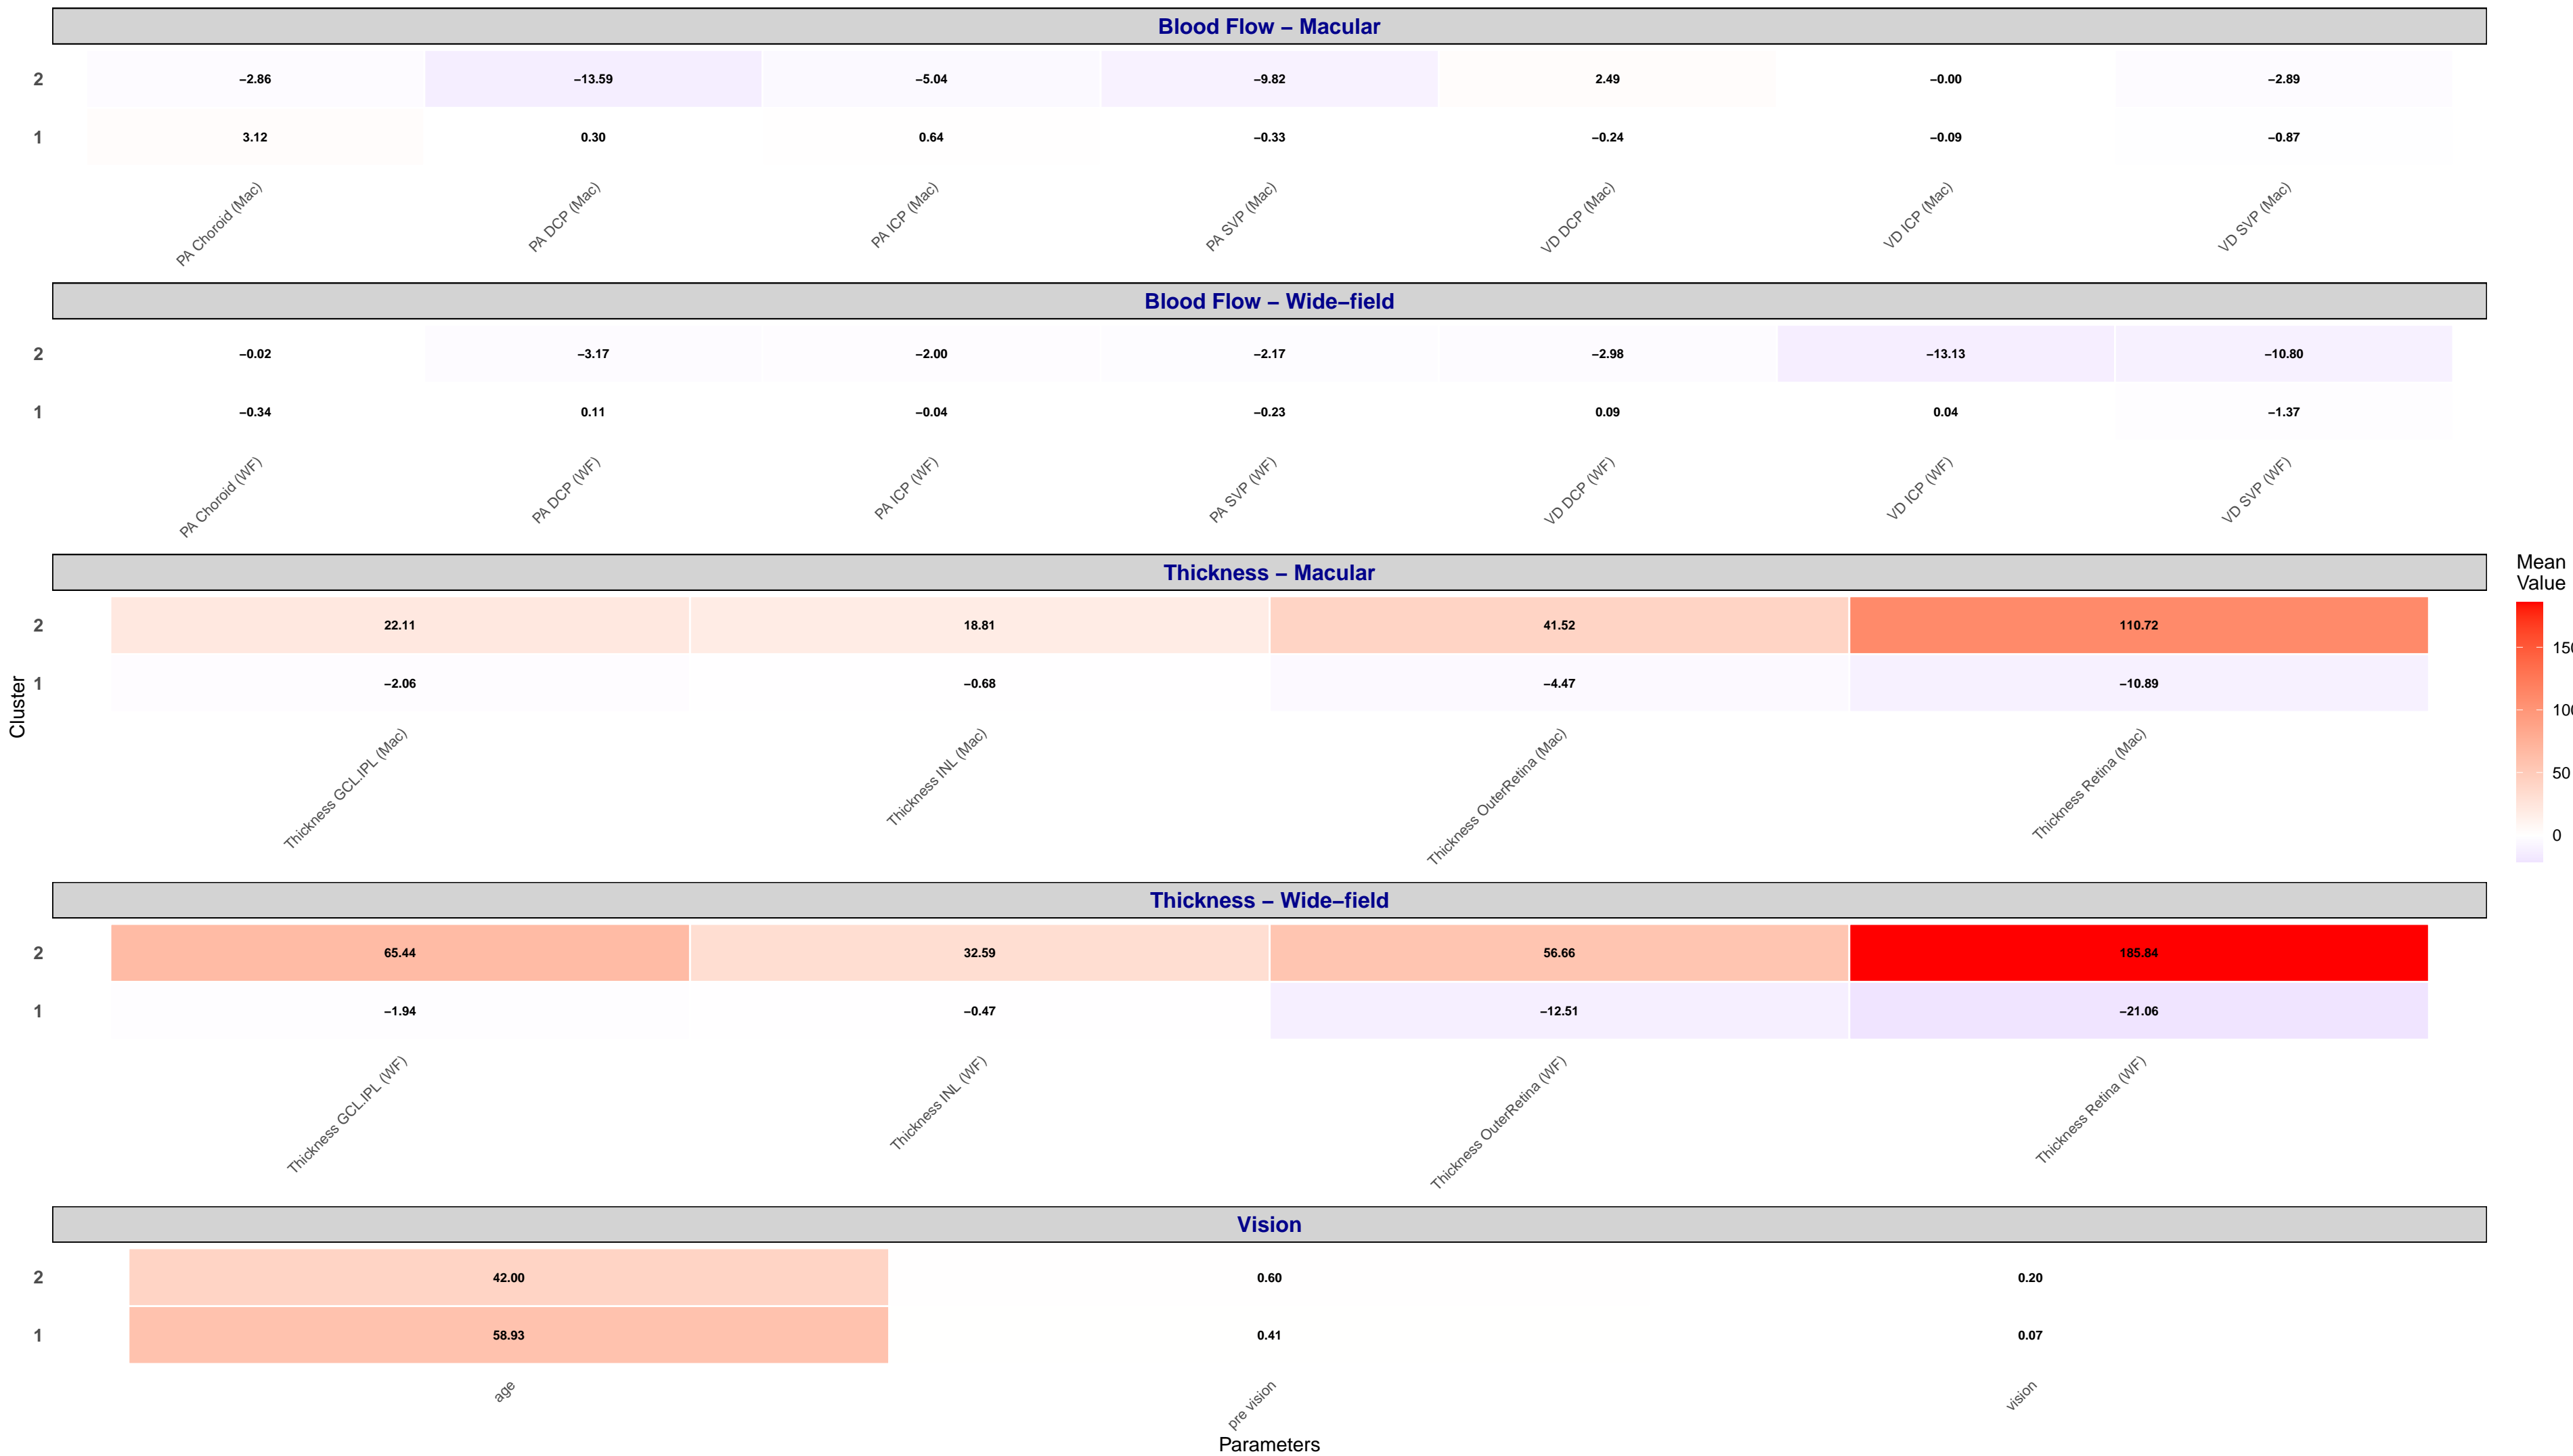 Blood Flow – Macular
2 –2.86 –13.59 –5.04 –9.82 2.49 –0.00 –2.89
1 3.12 0.30 0.64 –0.33 –0.24 –0.09 –0.87
PA Choroid (Mac) PA DCP (Mac) PA ICP (Mac) PA SVP (Mac) VD DCP (Mac) VD ICP (Mac) VD SVP (Mac)
Blood Flow – Wide–field
2 –0.02 –3.17 –2.00 –2.17 –2.98 –13.13 –10.80
1 –0.34 0.11 –0.04 –0.23 0.09 0.04 –1.37
PA Choroid (WF) PA DCP (WF) PA ICP (WF) PA SVP (WF) VD DCP (WF) VD ICP (WF) VD SVP (WF)
Thickness – Macular
2 22.11 18.81 41.52 110.72
1 –2.06 –0.68 –4.47 –10.89
Thickness GCL.IPL (Mac) Thickness INL (Mac) Thickness OuterRetina (Mac) Thickness Retina (Mac)
Thickness – Wide–field
2 65.44 32.59 56.66 185.84
1 –1.94 –0.47 –12.51 –21.06
Thickness GCL.IPL (WF) Thickness INL (WF) Thickness OuterRetina (WF) Thickness Retina (WF)
Vision
2 42.00 0.60 0.20
1 58.93 0.41 0.07
age pre vision vision
Parameters
Cluster
Mean
Value
50
0